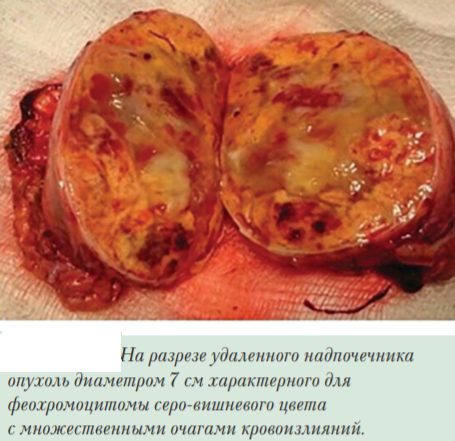 На разрезе удаленного надпочечника
опухоль диаметром 7 см характерного для
феохромоцитомы серо-вишневого цвета
с множественными очагами кровоизлияний.